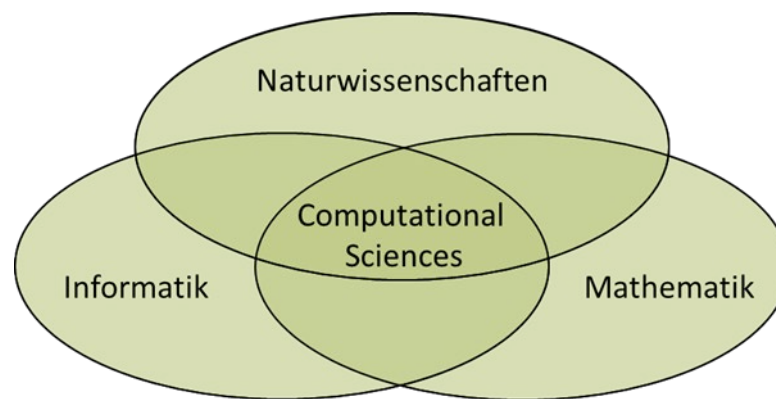 Naturwissenschaften
Computational
Sciences
Informatik
Mathematik